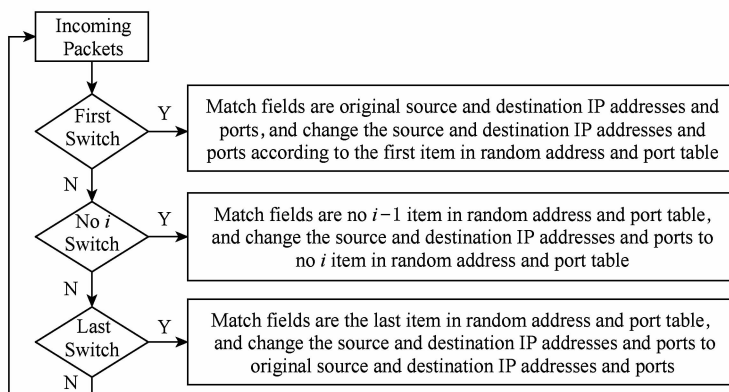 Incoming
Packets
First
Switch
Y
Match fields are original source and destination IP addresses and
ports, and change the source and destination IP addresses and
ports according to the first item in random address and port table
N
No i
Switch
Y
Match fields are no i−1 item in random address and port table,
and change the source and destination IP addresses and ports to
no i item in random address and port table
N
Last
Switch
Y
Match fields are the last item in random address and port table,
and change the source and destination IP addresses and ports to
original source and destination IP addresses and ports
N